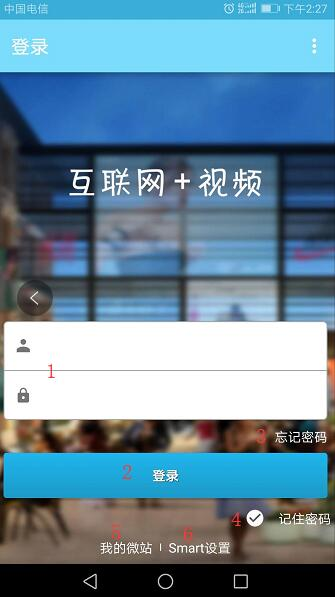 中国电信 下午2:27
登录
互联网+视频
1
3 忘记密码
2 登录
4 记住密码
5 6
我的微站 | Smart设置